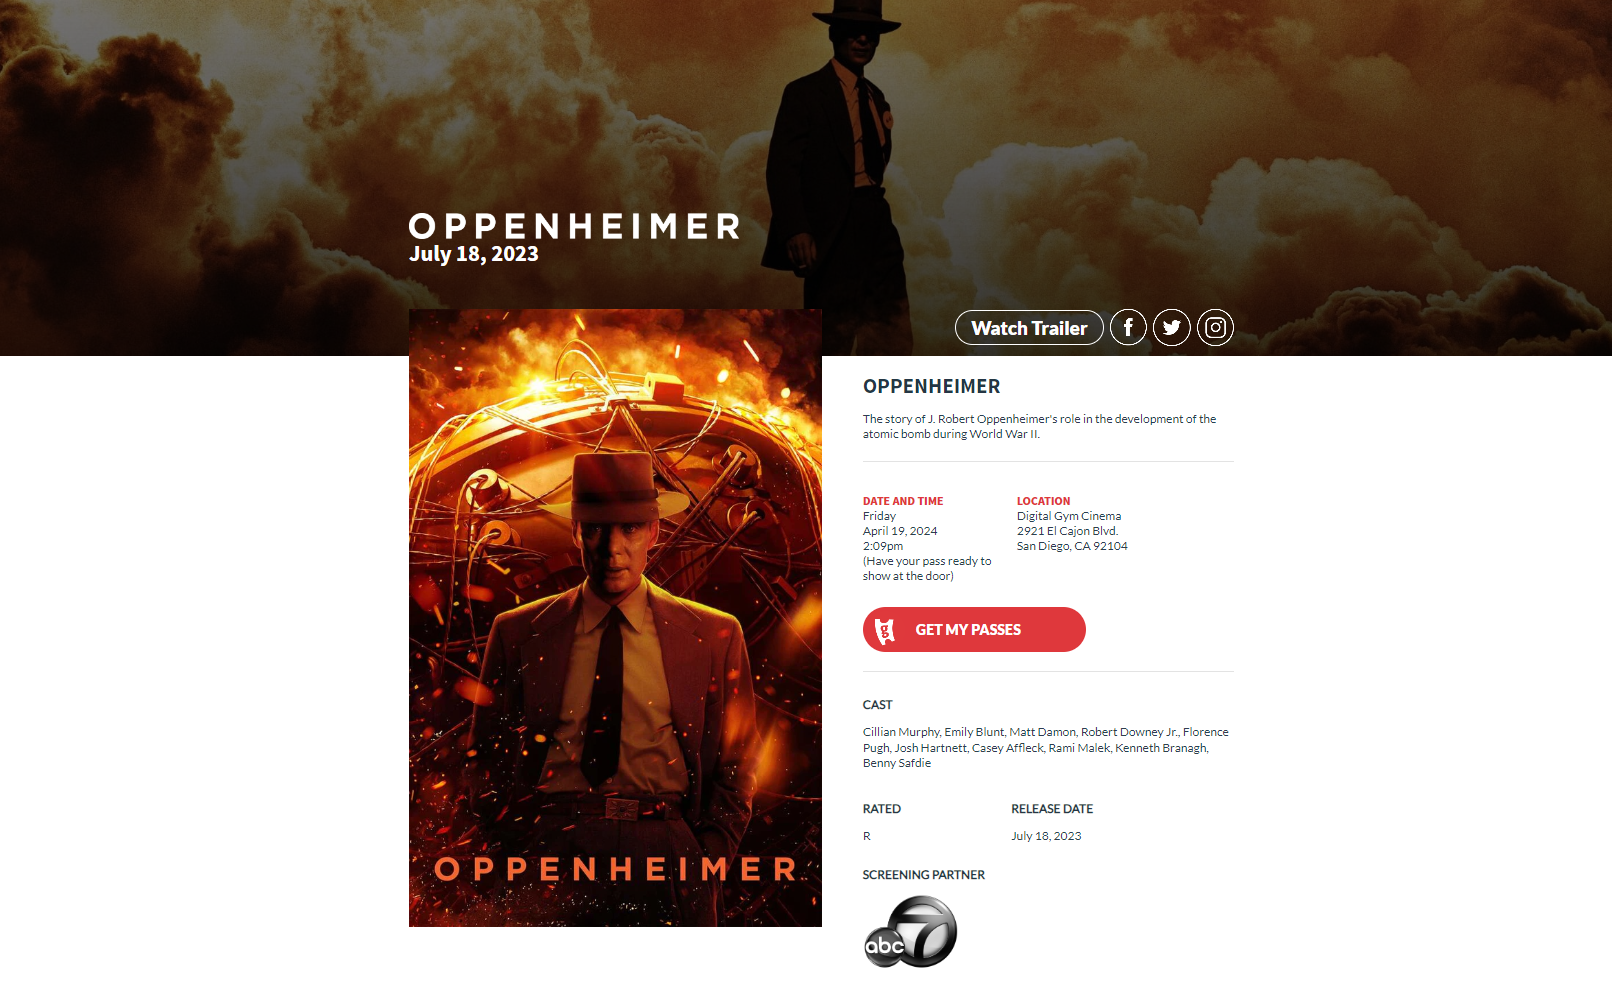 OPPENHEIMER
July 18, 2023
Watch Trailer
OPPENHEIMER
OPPENHEIMER
The story of J. Robert Oppenheimer's role in the development of the
atomic bomb during World War II.
DATE AND TIME
Friday
April 19, 2024
2:09pm
(Have your pass ready to
show at the door)
LOCATION
Digital Gym Cinema
2921 El Cajon Blvd.
San Diego, CA 92104
g
GET MY PASSES
CAST
Cillian Murphy, Emily Blunt, Matt Damon, Robert Downey Jr., Florence
Pugh, Josh Hartnett, Casey Affleck, Rami Malek, Kenneth Branagh,
Benny Safdie
RATED
R
RELEASE DATE
July 18, 2023
SCREENING PARTNER
abc 7